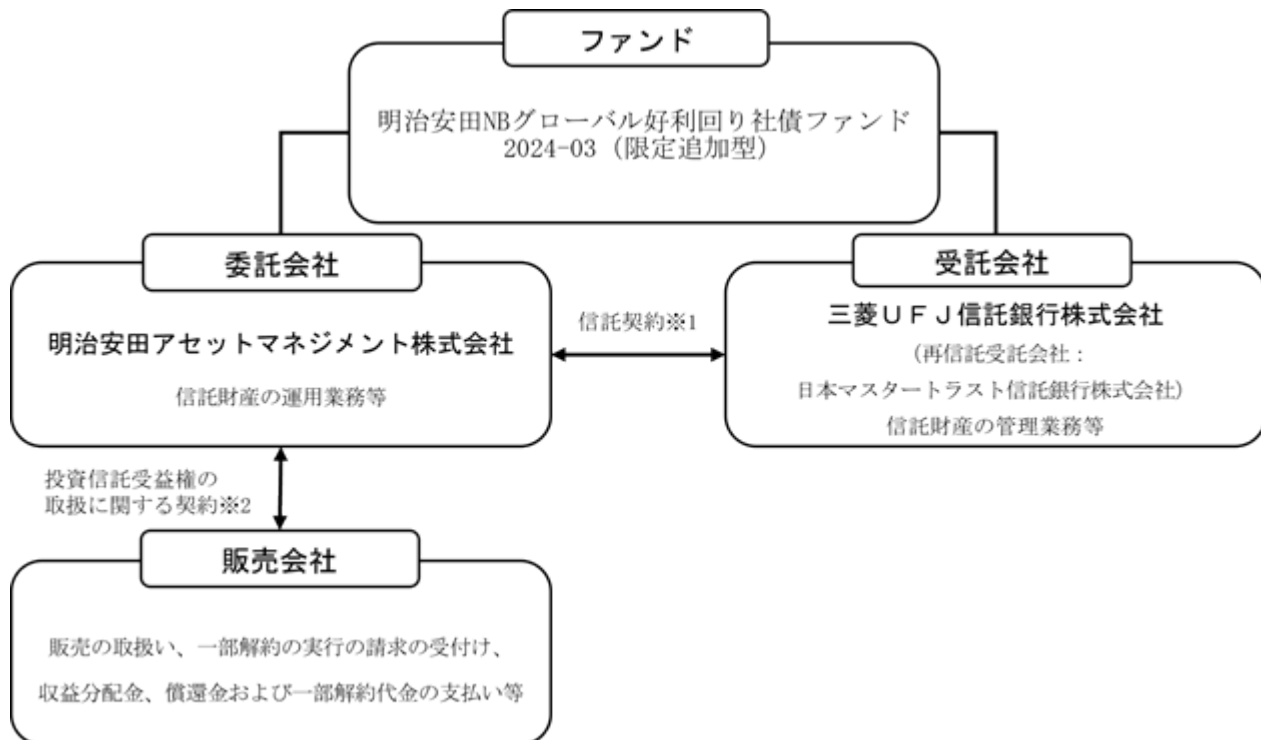 ファンド
明治安田NBグローバル好利回り社債ファンド
2024-03（限定追加型）
委託会社
明治安田アセットマネジメント株式会社
信託財産の運用業務等
信託契約※1
受託会社
三菱ＵＦＪ信託銀行株式会社
（再信託受託会社：
日本マスタートラスト信託銀行株式会社）
信託財産の管理業務等
投資信託受益権の
取扱に関する契約※2
販売会社
販売の取扱い、一部解約の実行の請求の受付け、
収益分配金、償還金および一部解約代金の支払い等